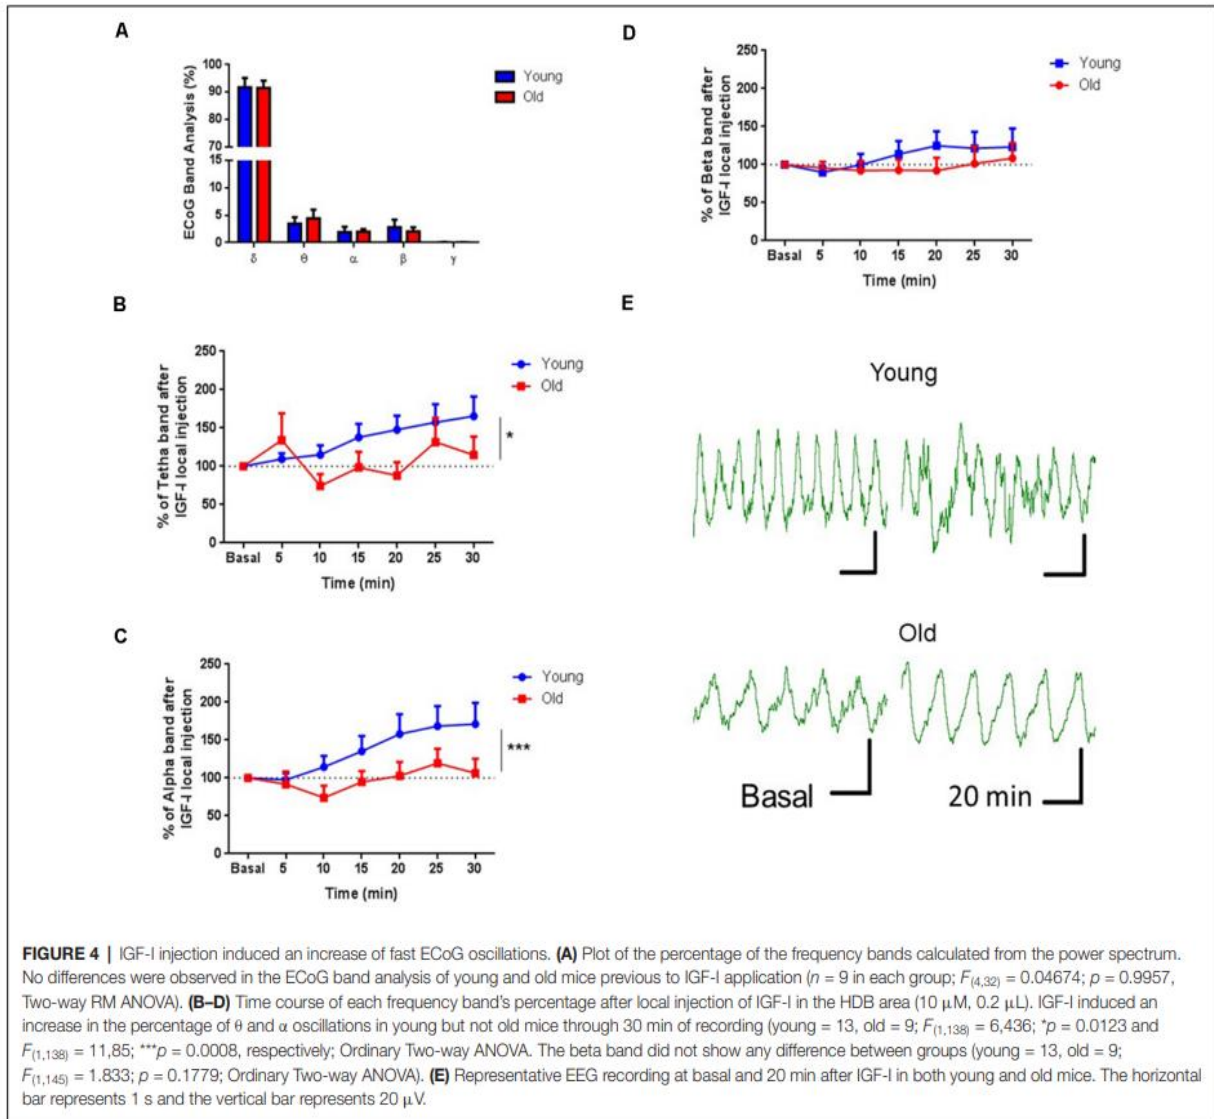 A
ECoG Band Analysis (%)
100
90
80
70
15
10
5
0
δ θ α β γ
Young
Old
B
% of Tetha band after
IGF-I local injection
250
200
150
100
50
0
Basal 5 10 15 20 25 30
Time (min)
Young
Old
*
C
% of Alpha band after
IGF-I local injection
250
200
150
100
50
0
Basal 5 10 15 20 25 30
Time (min)
Young
Old
***
D
% of Beta band after
IGF-I local injection
250
200
150
100
50
0
Basal 5 10 15 20 25 30
Time (min)
Young
Old
E
Young
Old
Basal
20 min
FIGURE 4 | IGF-I injection induced an increase of fast ECoG oscillations. (A) Plot of the percentage of the frequency bands calculated from the power spectrum.
No differences were observed in the ECoG band analysis of young and old mice previous to IGF-I application (n = 9 in each group; F(4,32) = 0.04674; p = 0.9957,
Two-way RM ANOVA). (B–D) Time course of each frequency band's percentage after local injection of IGF-I in the HDB area (10 μM, 0.2 μL). IGF-I induced an
increase in the percentage of θ and α oscillations in young but not old mice through 30 min of recording (young = 13, old = 9; F(1,138) = 6,436; *p = 0.0123 and
F(1,138) = 11,85; ***p = 0.0008, respectively; Ordinary Two-way ANOVA. The beta band did not show any difference between groups (young = 13, old = 9;
F(1,145) = 1.833; p = 0.1779; Ordinary Two-way ANOVA). (E) Representative EEG recording at basal and 20 min after IGF-I in both young and old mice. The horizontal
bar represents 1 s and the vertical bar represents 20 μV.